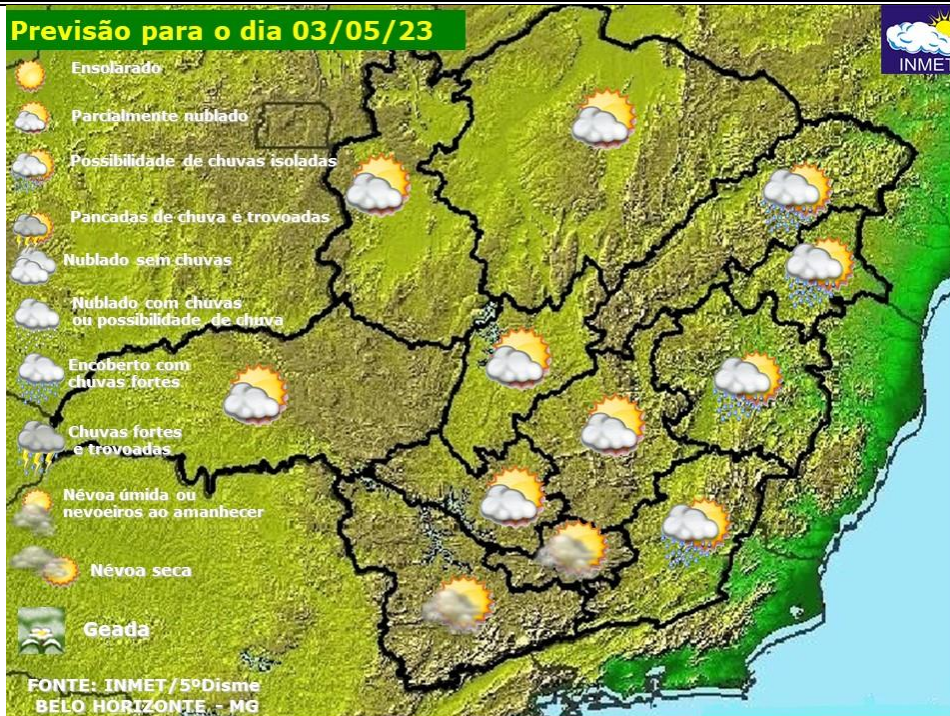 Previsão para o dia 03/05/23
INMET
Ensolarado
Parcialmente nublado
Possibilidade de chuvas isoladas
Pancadas de chuva e trovoadas
Nublado sem chuvas
Nublado com chuvas
ou possibilidade de chuva
Encoberto com
chuvas fortes
Chuvas fortes
e trovoadas
Névoa úmida ou
nevoeiros ao amanhecer
Névoa seca
Geada
FONTE: INMET/5ºDisme
BELO HORIZONTE - MG